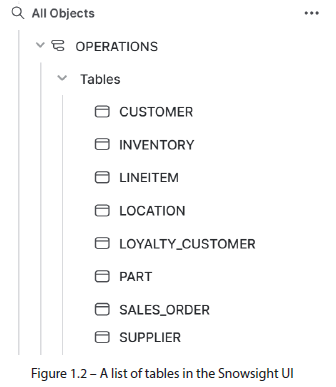 All Objects
OPERATIONS
Tables
CUSTOMER
INVENTORY
LINEITEM
LOCATION
LOYALTY_CUSTOMER
PART
SALES_ORDER
SUPPLIER
Figure 1.2 – A list of tables in the Snowsight UI